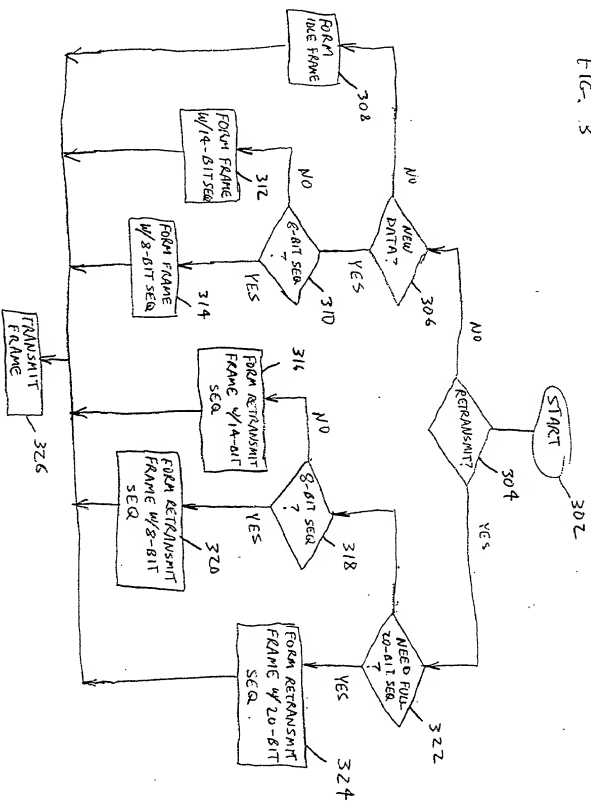 FIG. 3
START
302
RETRANSMIT?
304
NO
YES
NEW
DATA?
306
NO
YES
NEED FULL
20-BIT SEQ
?
322
YES
FORM
IDLE FRAME
308
8-BIT SEQ
?
310
NO
YES
8-BIT SEQ
?
318
NO
YES
FORM FRAME
W/14-BIT SEQ
312
FORM FRAME
W/8-BIT SEQ
314
FORM RETRANSMIT
FRAME W/14-BIT
SEQ
316
FORM RETRANSMIT
FRAME W/8-BIT
SEQ
320
FORM RETRANSMIT
FRAME W/ 20-BIT
SEQ.
324
TRANSMIT
FRAME
326